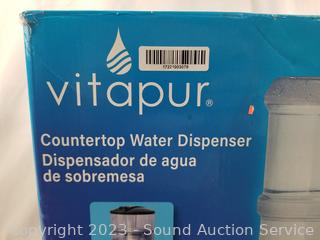 17221003079
vitapur®
Countertop Water Dispenser
Dispensador de agua
de sobremesa
Copyright 2023 - Sound Auction Service